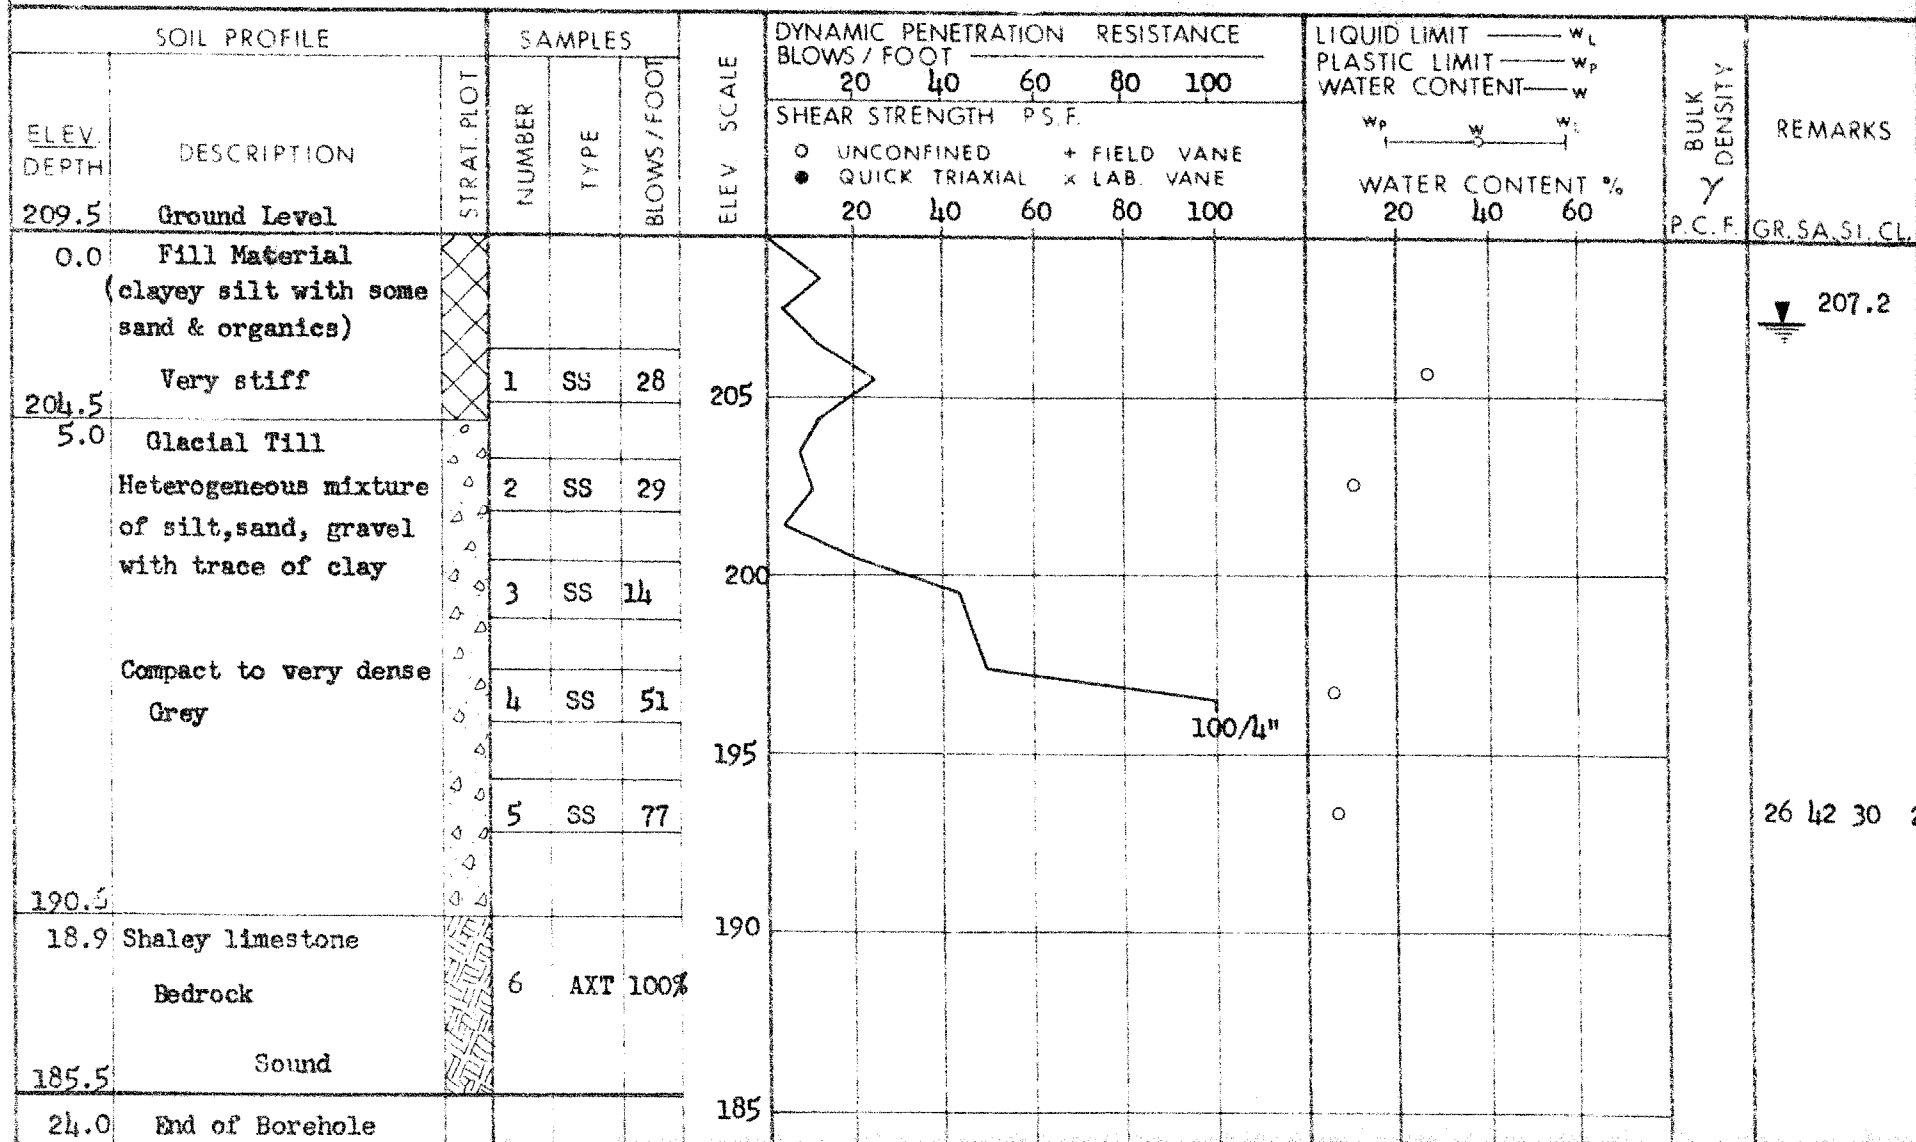 SOIL PROFILE
SAMPLES
ELEV. SCALE
DYNAMIC PENETRATION RESISTANCE
BLOWS / FOOT
20 40 60 80 100
SHEAR STRENGTH P.S.F.
○ UNCONFINED + FIELD VANE
● QUICK TRIAXIAL × LAB. VANE
20 40 60 80 100
LIQUID LIMIT —— wL
PLASTIC LIMIT —— wP
WATER CONTENT —— w
wP w wL
WATER CONTENT %
20 40 60
BULK DENSITY
γ
P.C.F.
REMARKS
GR. SA. SI. CL.
ELEV.
DEPTH
DESCRIPTION
STRAT. PLOT
NUMBER
TYPE
BLOWS / FOOT
209.5 Ground Level
0.0 Fill Material
(clayey silt with some
sand & organics)
207.2
Very stiff
1 SS 28
204.5
205
5.0 Glacial Till
Heterogeneous mixture
2 SS 29
of silt,sand, gravel
with trace of clay
200
3 SS 14
Compact to very dense
4 SS 51
Grey
100/4"
195
5 SS 77
26 42 30
190.6
190
18.9 Shaley limestone
Bedrock
6 AXT 100%
Sound
185.5
185
24.0 End of Borehole